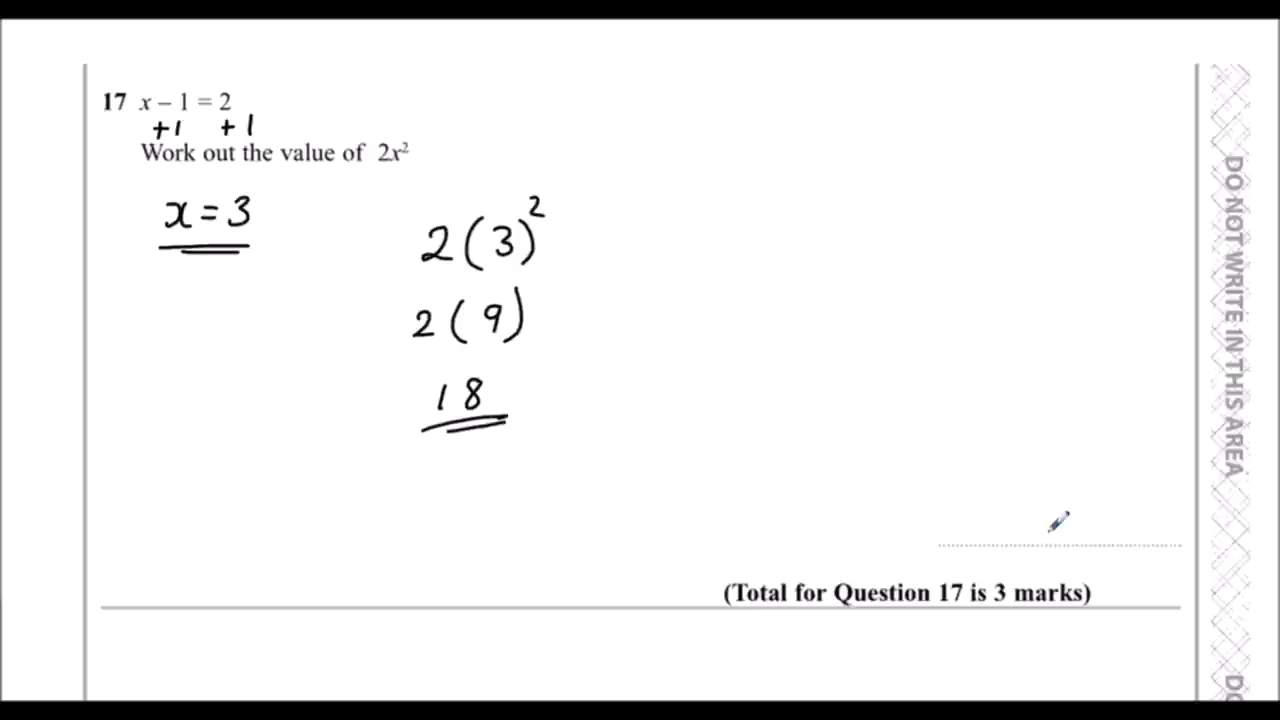 17 x – 1 = 2
+1 +1
Work out the value of 2x²
x = 3
2(3)²
2(9)
18
(Total for Question 17 is 3 marks)
DO NOT WRITE IN THIS AREA
DO